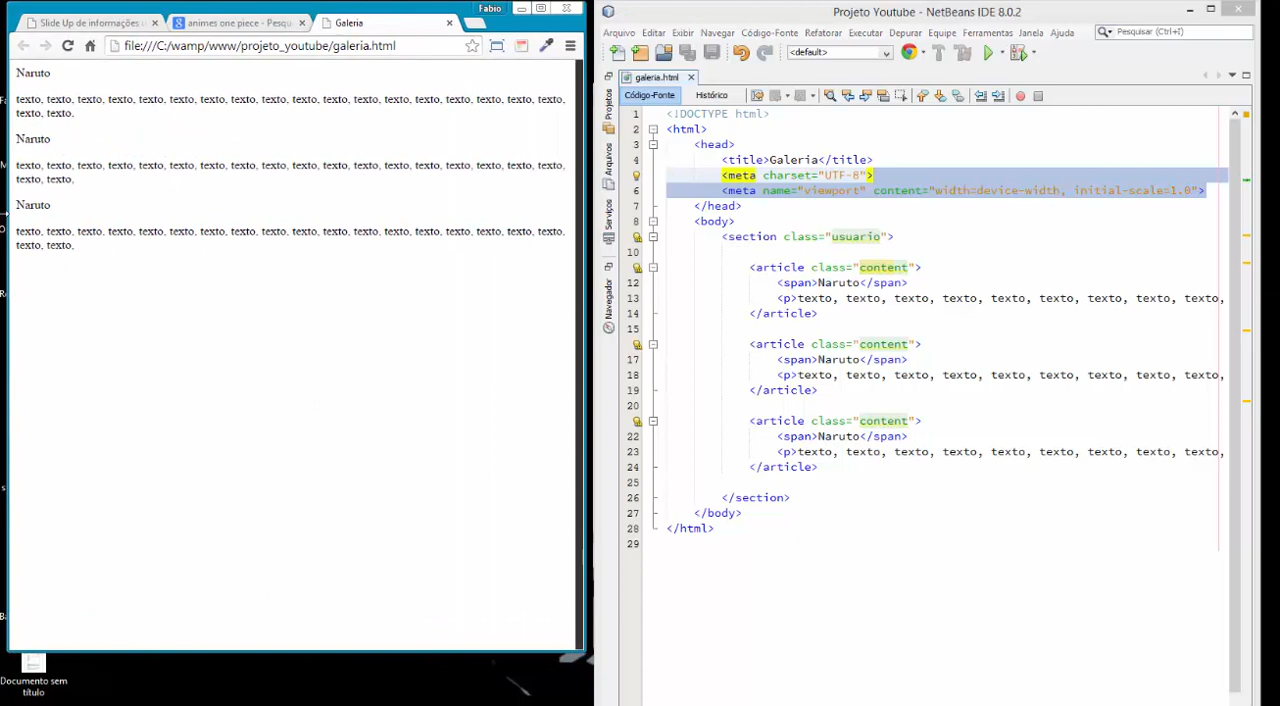 Fabio
Slide Up de informações u
animes one piece - Pesqu
Galeria
file:///C:/wamp/www/projeto_youtube/galeria.html
Naruto
texto, texto, texto, texto, texto, texto, texto, texto, texto, texto, texto, texto, texto, texto, texto, texto, texto, texto,
texto, texto,
Naruto
texto, texto, texto, texto, texto, texto, texto, texto, texto, texto, texto, texto, texto, texto, texto, texto, texto, texto,
texto, texto,
Naruto
texto, texto, texto, texto, texto, texto, texto, texto, texto, texto, texto, texto, texto, texto, texto, texto, texto, texto,
texto, texto,
Documento sem
título
Projeto Youtube - NetBeans IDE 8.0.2
Arquivo Editar Exibir Navegar Código-Fonte Refatorar Executar Depurar Equipe Ferramentas Janela Ajuda
Pesquisar (Ctrl+I)
<default>
galeria.html
Código-Fonte Histórico
Projetos
Arquivos
Serviços
Navegador
1 <!DOCTYPE html>
2 <html>
3 <head>
4 <title>Galeria</title>
<meta charset="UTF-8">
6 <meta name="viewport" content="width=device-width, initial-scale=1.0">
7 </head>
8 <body>
<section class="usuario">
10
<article class="content">
12 <span>Naruto</span>
13 <p>texto, texto, texto, texto, texto, texto, texto, texto, texto,
14 </article>
15
<article class="content">
17 <span>Naruto</span>
18 <p>texto, texto, texto, texto, texto, texto, texto, texto, texto,
19 </article>
20
<article class="content">
22 <span>Naruto</span>
23 <p>texto, texto, texto, texto, texto, texto, texto, texto, texto,
24 </article>
25
26 </section>
27 </body>
28 </html>
29